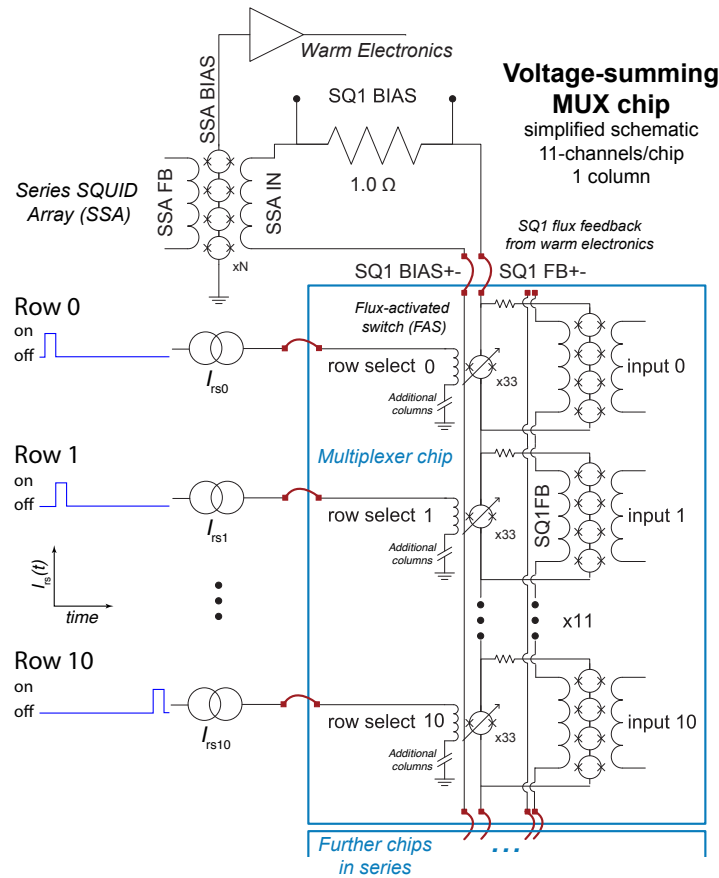 Warm Electronics
SSA BIAS
SQ1 BIAS
Voltage-summing
MUX chip
simplified schematic
11-channels/chip
1 column
Series SQUID
Array (SSA)
SSA FB
SSA IN
1.0 Ω
xN
SQ1 flux feedback
from warm electronics
SQ1 BIAS+-
SQ1 FB+-
Row 0
on
off
Irs0
Flux-activated
switch (FAS)
row select 0
x33
input 0
Additional
columns
Multiplexer chip
Row 1
on
off
Irs1
row select 1
x33
SQ1FB
input 1
Additional
columns
Irs(t)
time
x11
Row 10
on
off
Irs10
row select 10
x33
input 10
Additional
columns
Further chips
in series
...